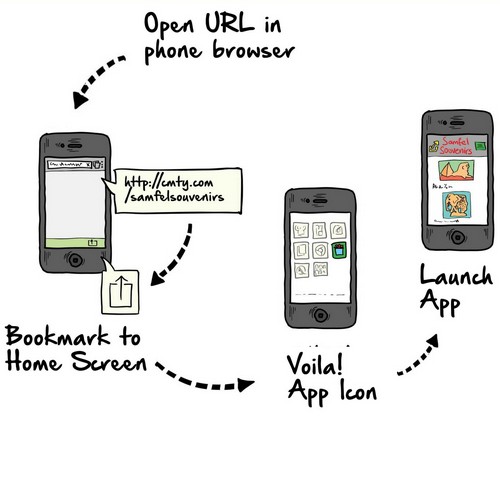 Open URL in
phone browser
http://cmty.com
/samfelsouvenirs
Bookmark to
Home Screen
Voila!
App Icon
Samfel
Souvenirs
Launch
App